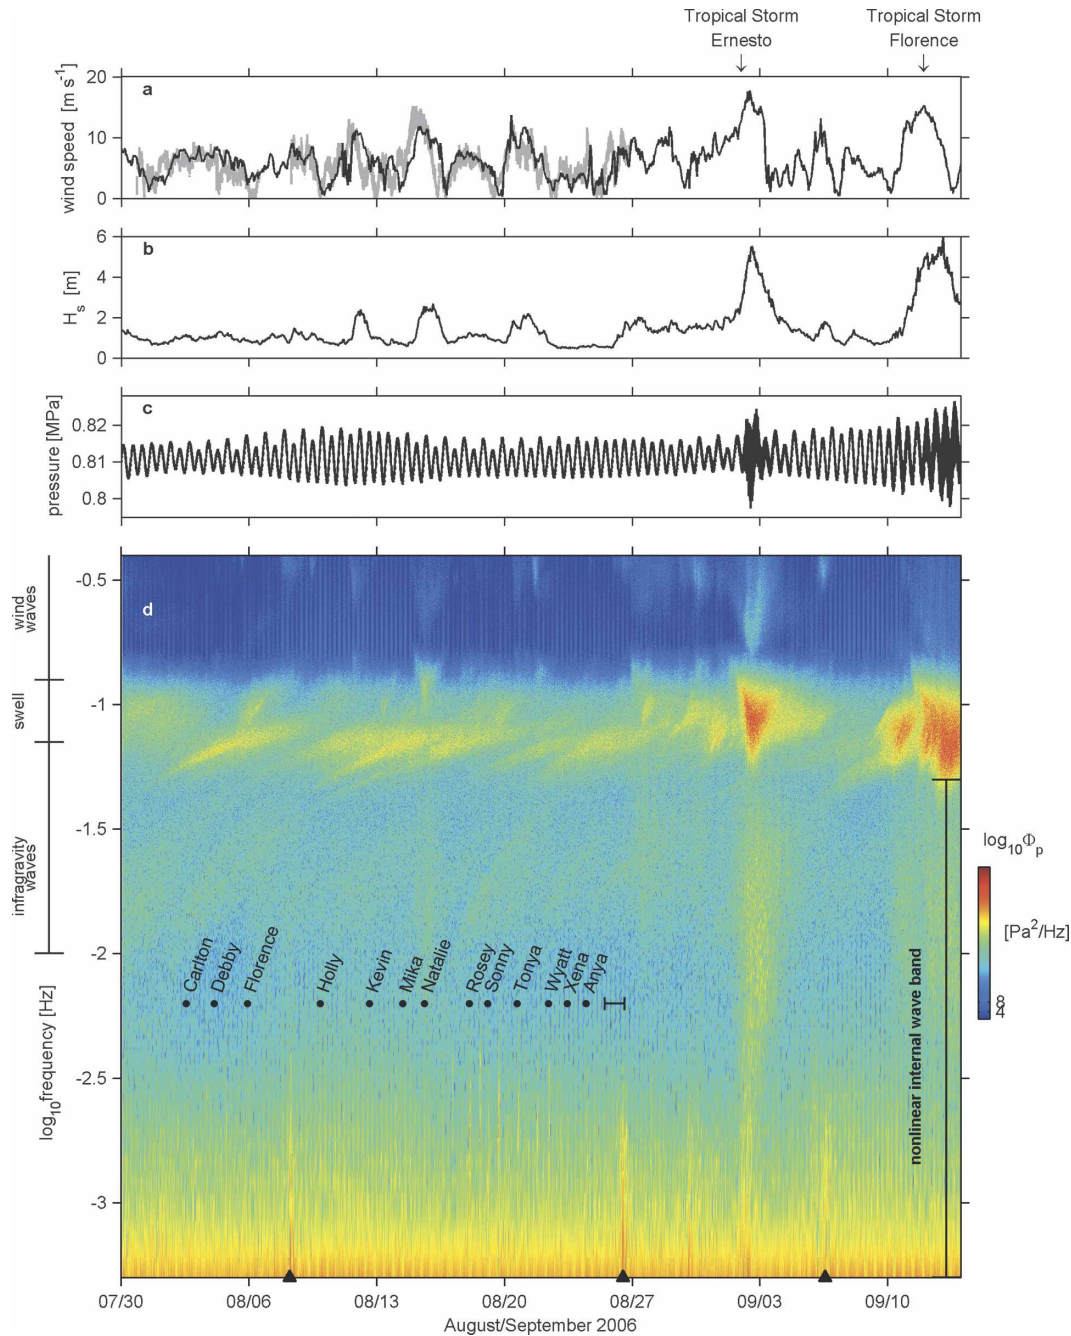 Tropical Storm
Ernesto
↓
Tropical Storm
Florence
↓
a
wind speed [m s-1]
20
10
0
b
Hs [m]
6
4
2
0
c
pressure [MPa]
0.82
0.81
0.8
d
wind
waves
swell
infragravity
waves
log10frequency [Hz]
-0.5
-1
-1.5
-2
-2.5
-3
Carlton
Debby
Florence
Holly
Kevin
Mika
Natalie
Rosey
Sonny
Tonya
Wyatt
Xena
Anya
nonlinear internal wave band
log10Φp
[Pa2/Hz]
8
4
07/30 08/06 08/13 08/20 08/27 09/03 09/10
August/September 2006